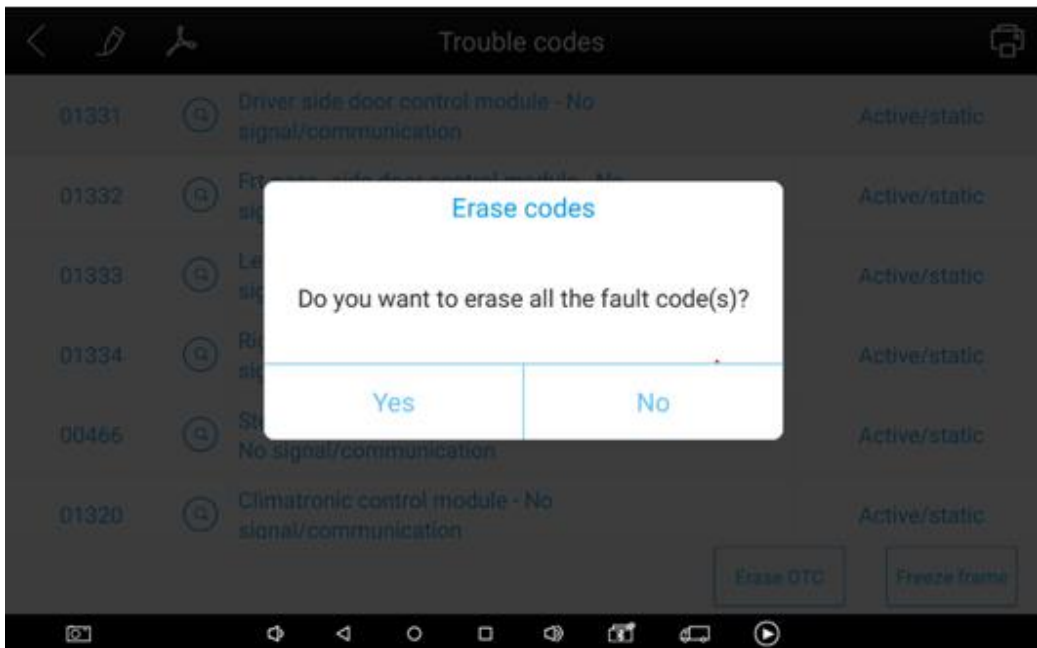 Trouble codes
01331
Driver side door control module - No
signal/communication
Active/static
01332
Active/static
01333
Active/static
01334
Active/static
Erase codes
Do you want to erase all the fault code(s)?
Yes
No
00466
No signal/communication
Active/static
01320
Climatronic control module - No
signal/communication
Active/static
Erase DTC
Freeze frame